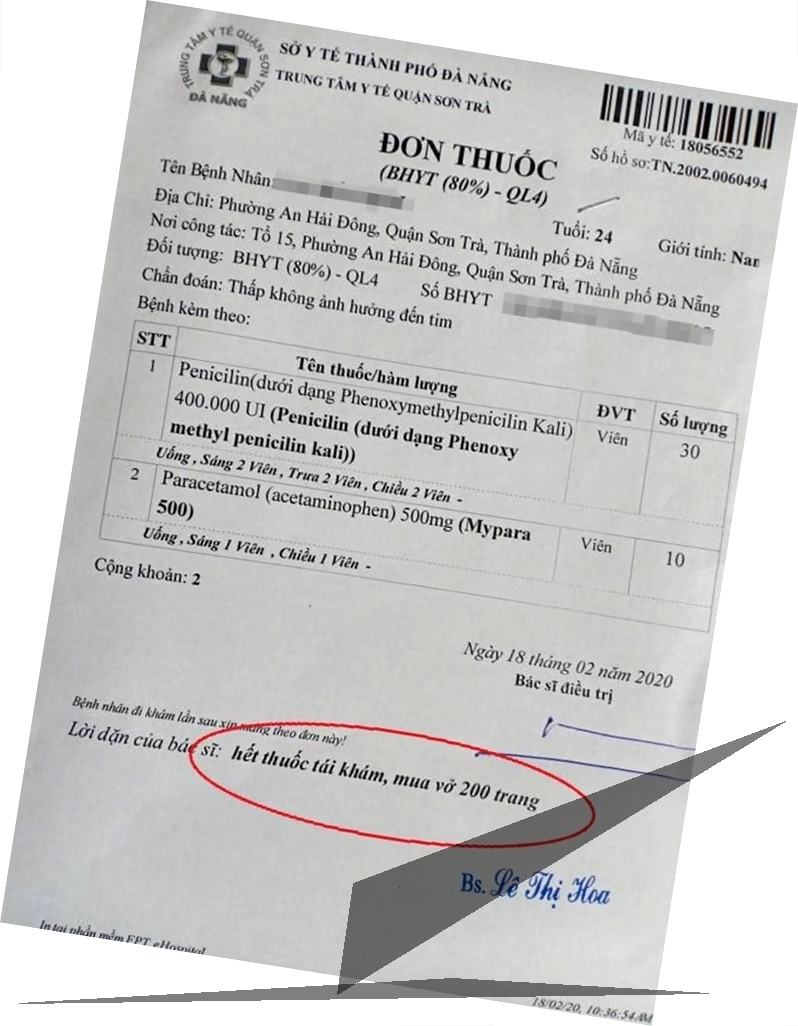 TRUNG TÂM Y TẾ QUẬN SƠN TRÀ
ĐÀ NẴNG
SỞ Y TẾ THÀNH PHỐ ĐÀ NẴNG
TRUNG TÂM Y TẾ QUẬN SƠN TRÀ
Mã y tế: 18056552
Số hồ sơ:TN.2002.0060494
ĐƠN THUỐC
(BHYT (80%) - QL4)
Tên Bệnh Nhân:
Tuổi: 24
Giới tính: Nam
Địa Chỉ: Phường An Hải Đông, Quận Sơn Trà, Thành phố Đà Nẵng
Nơi công tác: Tổ 15, Phường An Hải Đông, Quận Sơn Trà, Thành phố Đà Nẵng
Đối tượng: BHYT (80%) - QL4 Số BHYT
Chẩn đoán: Thấp không ảnh hưởng đến tim
Bệnh kèm theo:
STT Tên thuốc/hàm lượng ĐVT Số lượng
1 Penicilin(dưới dạng Phenoxymethylpenicilin Kali) Viên 30
400.000 UI (Penicilin (dưới dạng Phenoxy
methyl penicilin kali))
Uống , Sáng 2 Viên , Trưa 2 Viên , Chiều 2 Viên -
2 Paracetamol (acetaminophen) 500mg (Mypara Viên 10
500)
Uống , Sáng 1 Viên , Chiều 1 Viên -
Cộng khoản: 2
Ngày 18 tháng 02 năm 2020
Bác sĩ điều trị
Bệnh nhân đi khám lần sau xin mang theo đơn này!
Lời dặn của bác sĩ: hết thuốc tái khám, mua vở 200 trang
Bs. Lê Thị Hoa
In tại phần mềm FPT eHospital
18/02/20, 10:36:54AM